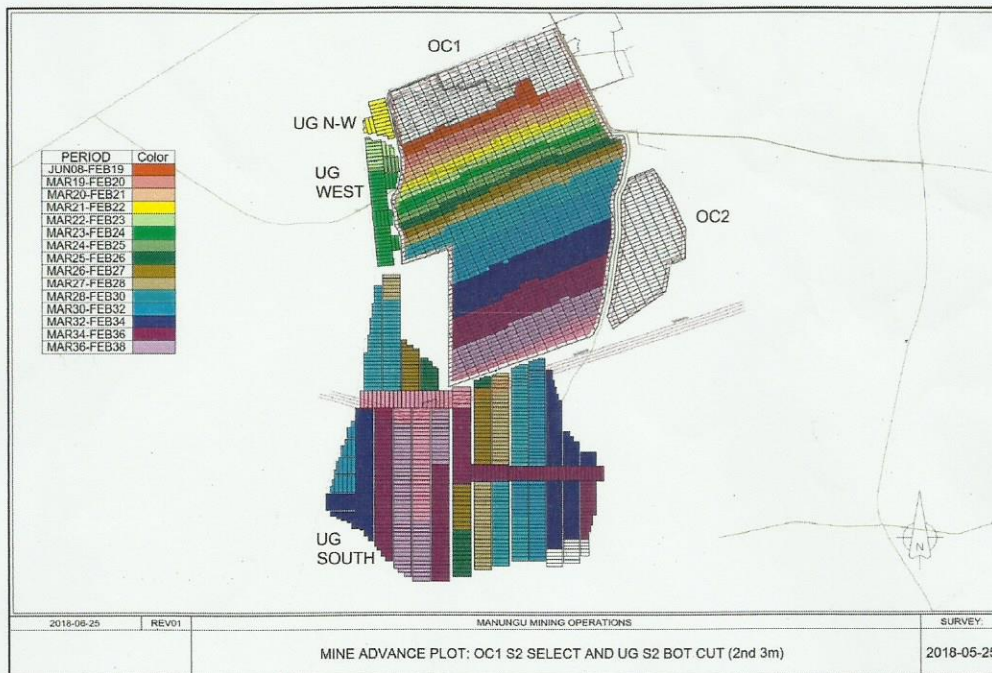 OC1
UG N-W
UG
WEST
OC2
PERIOD Color
JUN08-FEB19
MAR19-FEB20
MAR20-FEB21
MAR21-FEB22
MAR22-FEB23
MAR23-FEB24
MAR24-FEB25
MAR25-FEB26
MAR26-FEB27
MAR27-FEB28
MAR28-FEB30
MAR30-FEB32
MAR32-FEB34
MAR34-FEB36
MAR36-FEB38
UG
SOUTH
N
2018-06-25 REV01 MANUNGU MINING OPERATIONS SURVEY:
MINE ADVANCE PLOT: OC1 S2 SELECT AND UG S2 BOT CUT (2nd 3m) 2018-05-25